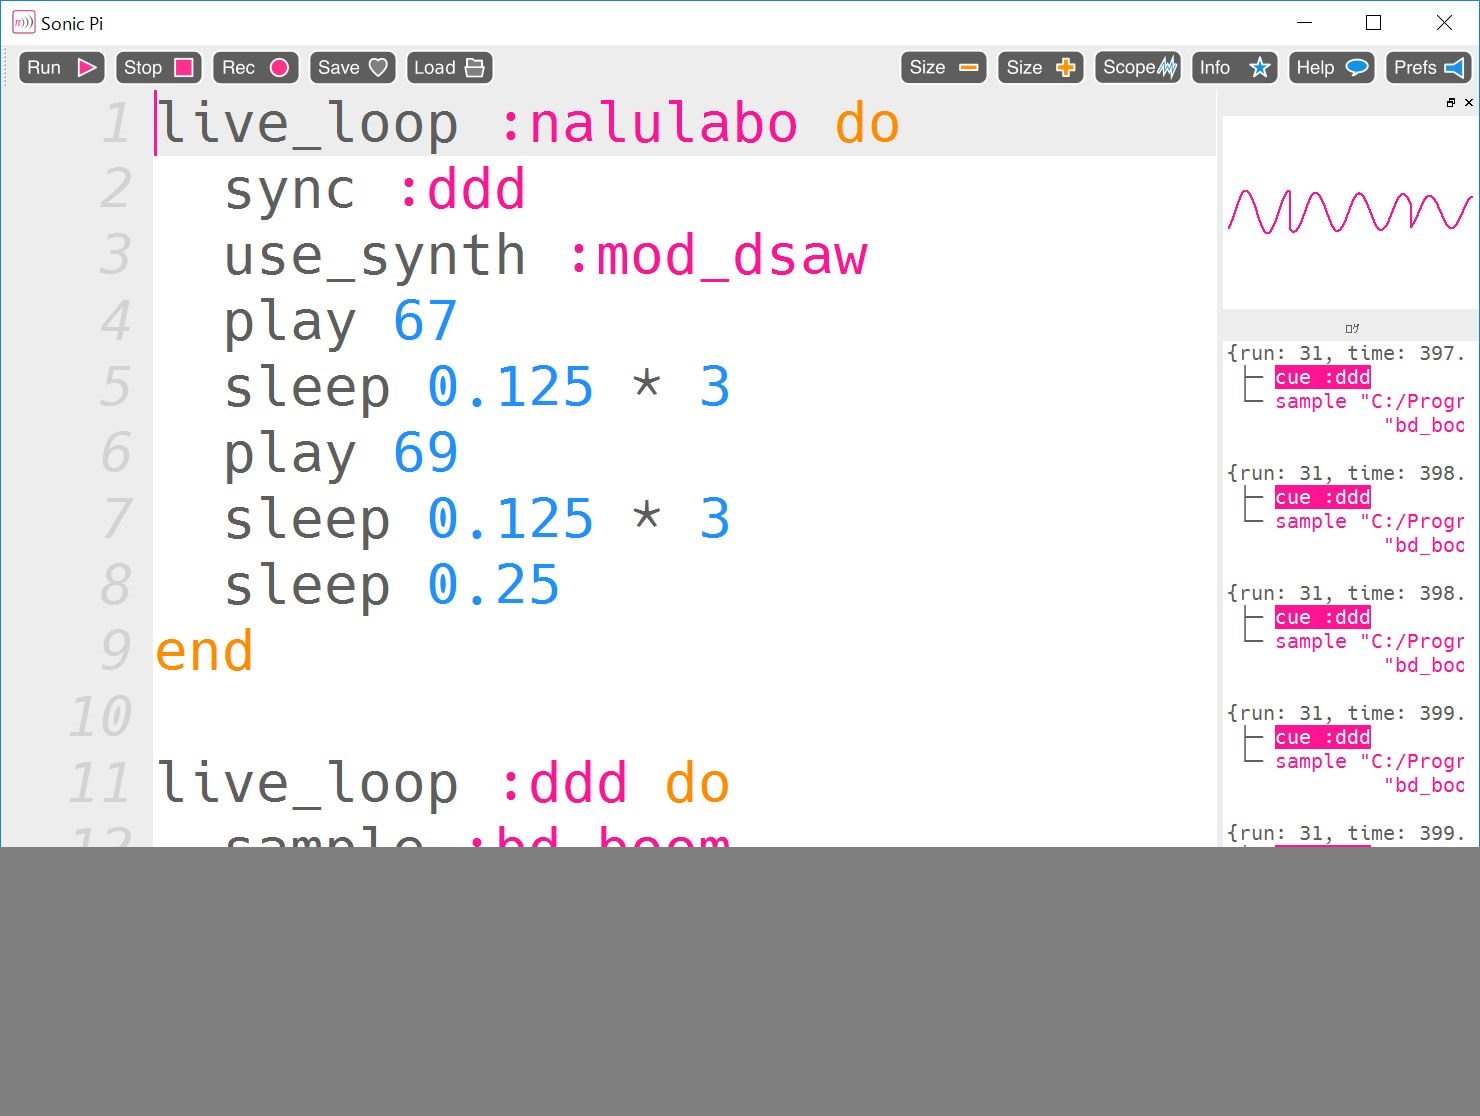 Sonic Pi
Run Stop Rec Save Load Size Size Scope Info Help Prefs
1 live_loop :nalulabo do
2 sync :ddd
3 use_synth :mod_dsaw
4 play 67
5 sleep 0.125 * 3
6 play 69
7 sleep 0.125 * 3
8 sleep 0.25
9 end
10
11 live_loop :ddd do
12 sample :bd_boom
ログ
{run: 31, time: 397.
cue :ddd
sample "C:/Progr
"bd_boo
{run: 31, time: 398.
cue :ddd
sample "C:/Progr
"bd_boo
{run: 31, time: 398.
cue :ddd
sample "C:/Progr
"bd_boo
{run: 31, time: 399.
cue :ddd
sample "C:/Progr
"bd_boo
{run: 31, time: 399.